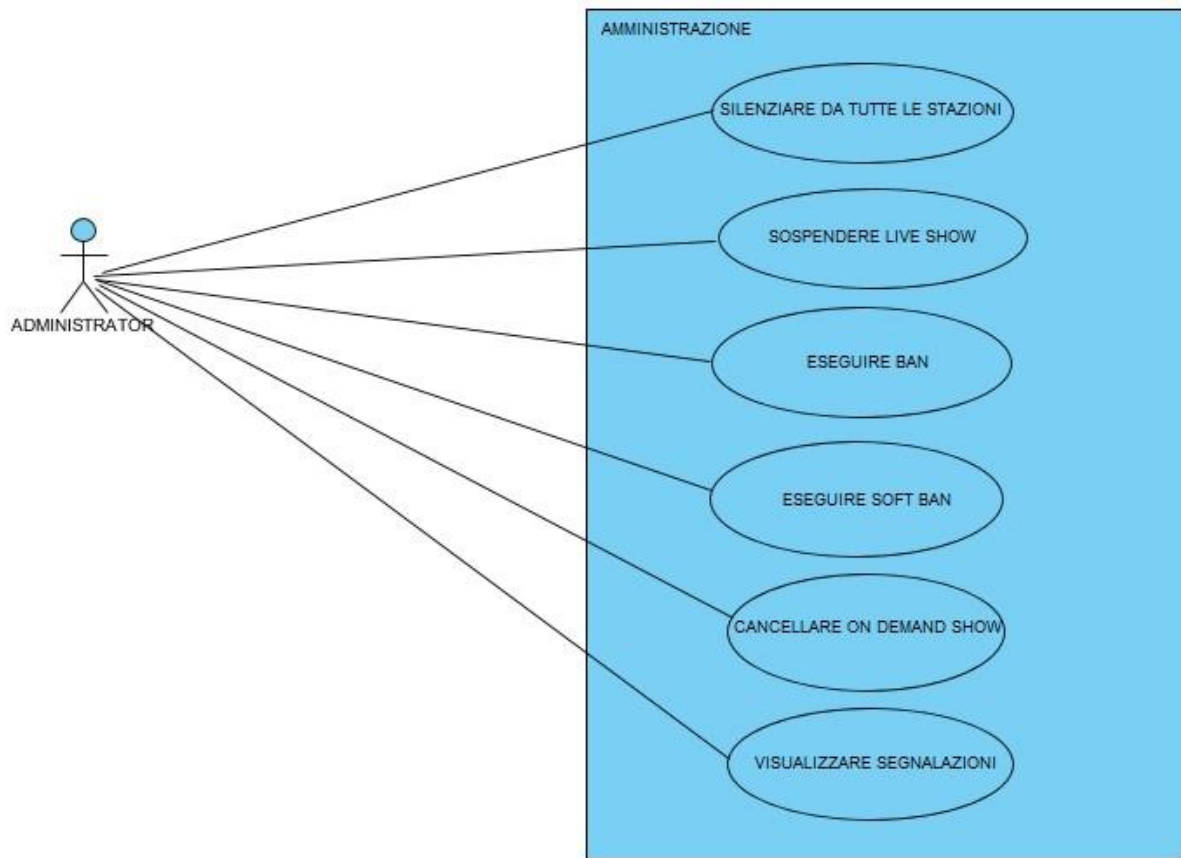 AMMINISTRAZIONE
SILENZIARE DA TUTTE LE STAZIONI
SOSPENDERE LIVE SHOW
ESEGUIRE BAN
ADMINISTRATOR
ESEGUIRE SOFT BAN
CANCELLARE ON DEMAND SHOW
VISUALIZZARE SEGNALAZIONI